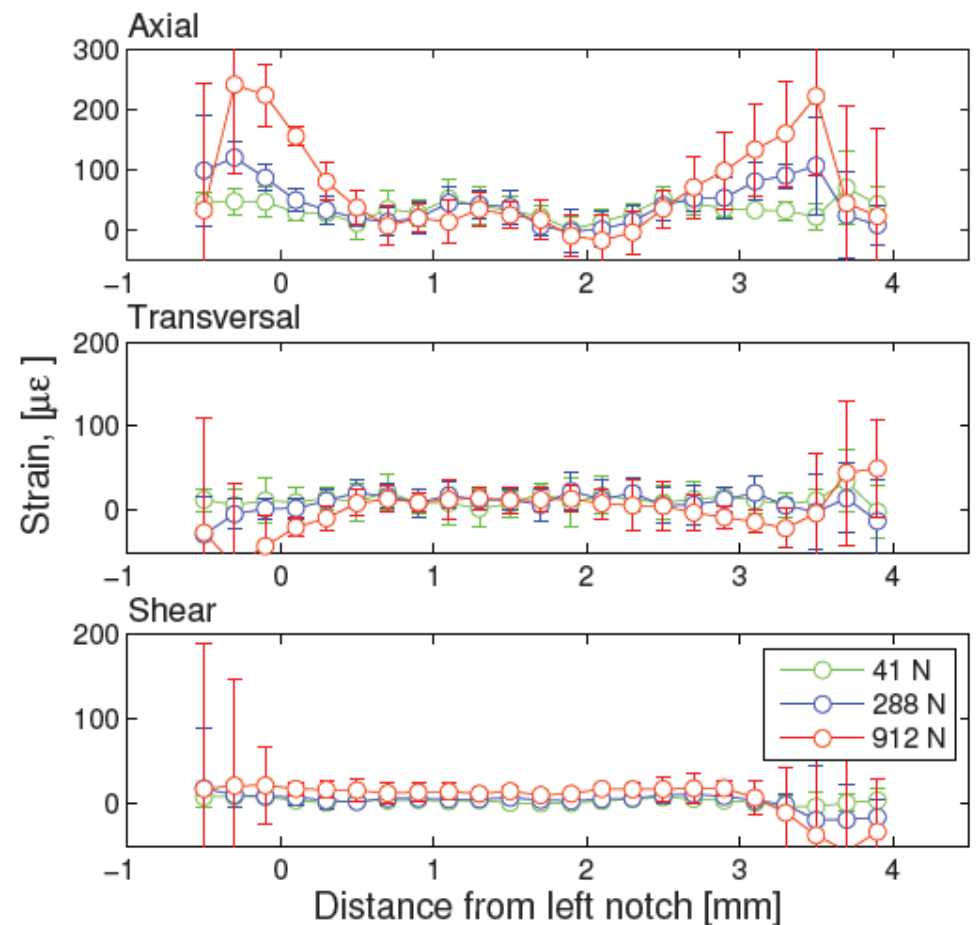 Axial
300
200
100
0
−1 0 1 2 3 4
Transversal
200
100
0
−1 0 1 2 3 4
Strain, [με]
Shear
200
100
0
41 N
288 N
912 N
−1 0 1 2 3 4
Distance from left notch [mm]